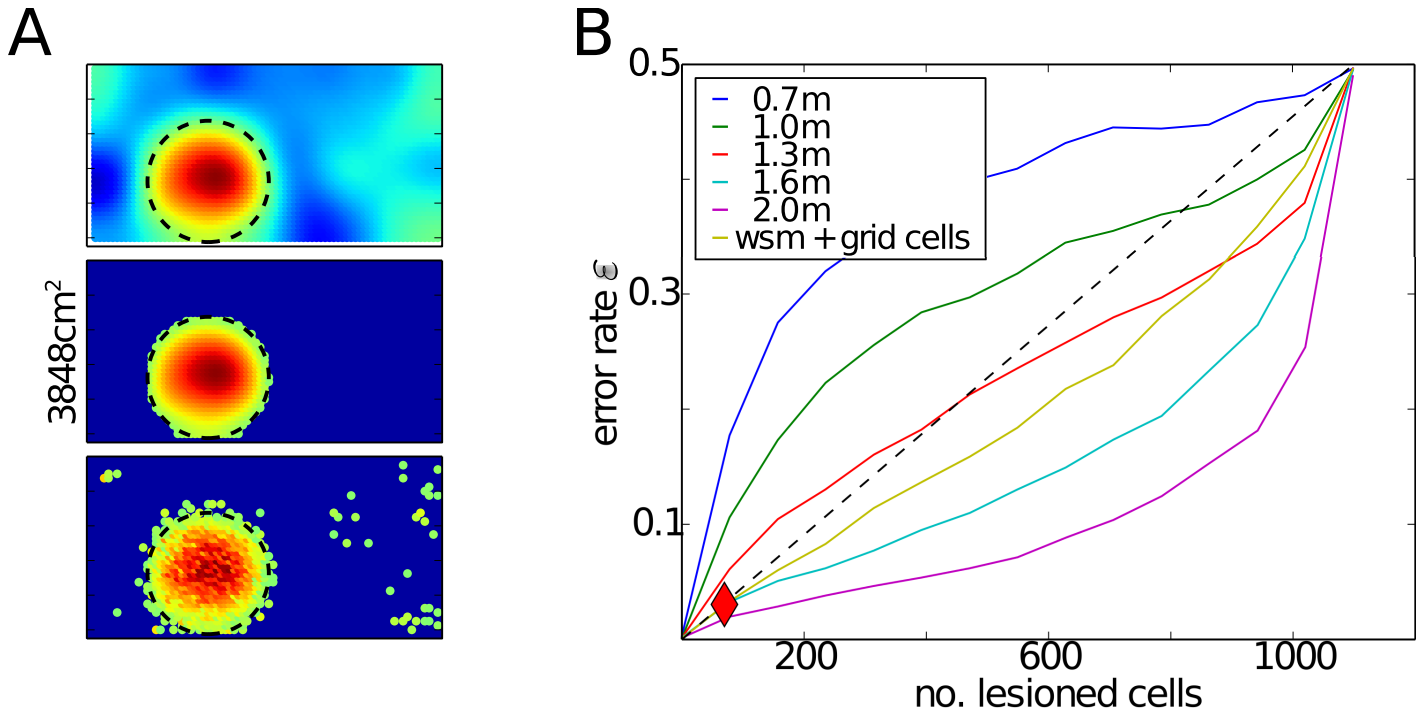 A
3848cm²
B
0.5
0.3
0.1
error rate ε
0.7m
1.0m
1.3m
1.6m
2.0m
wsm + grid cells
200 600 1000
no. lesioned cells